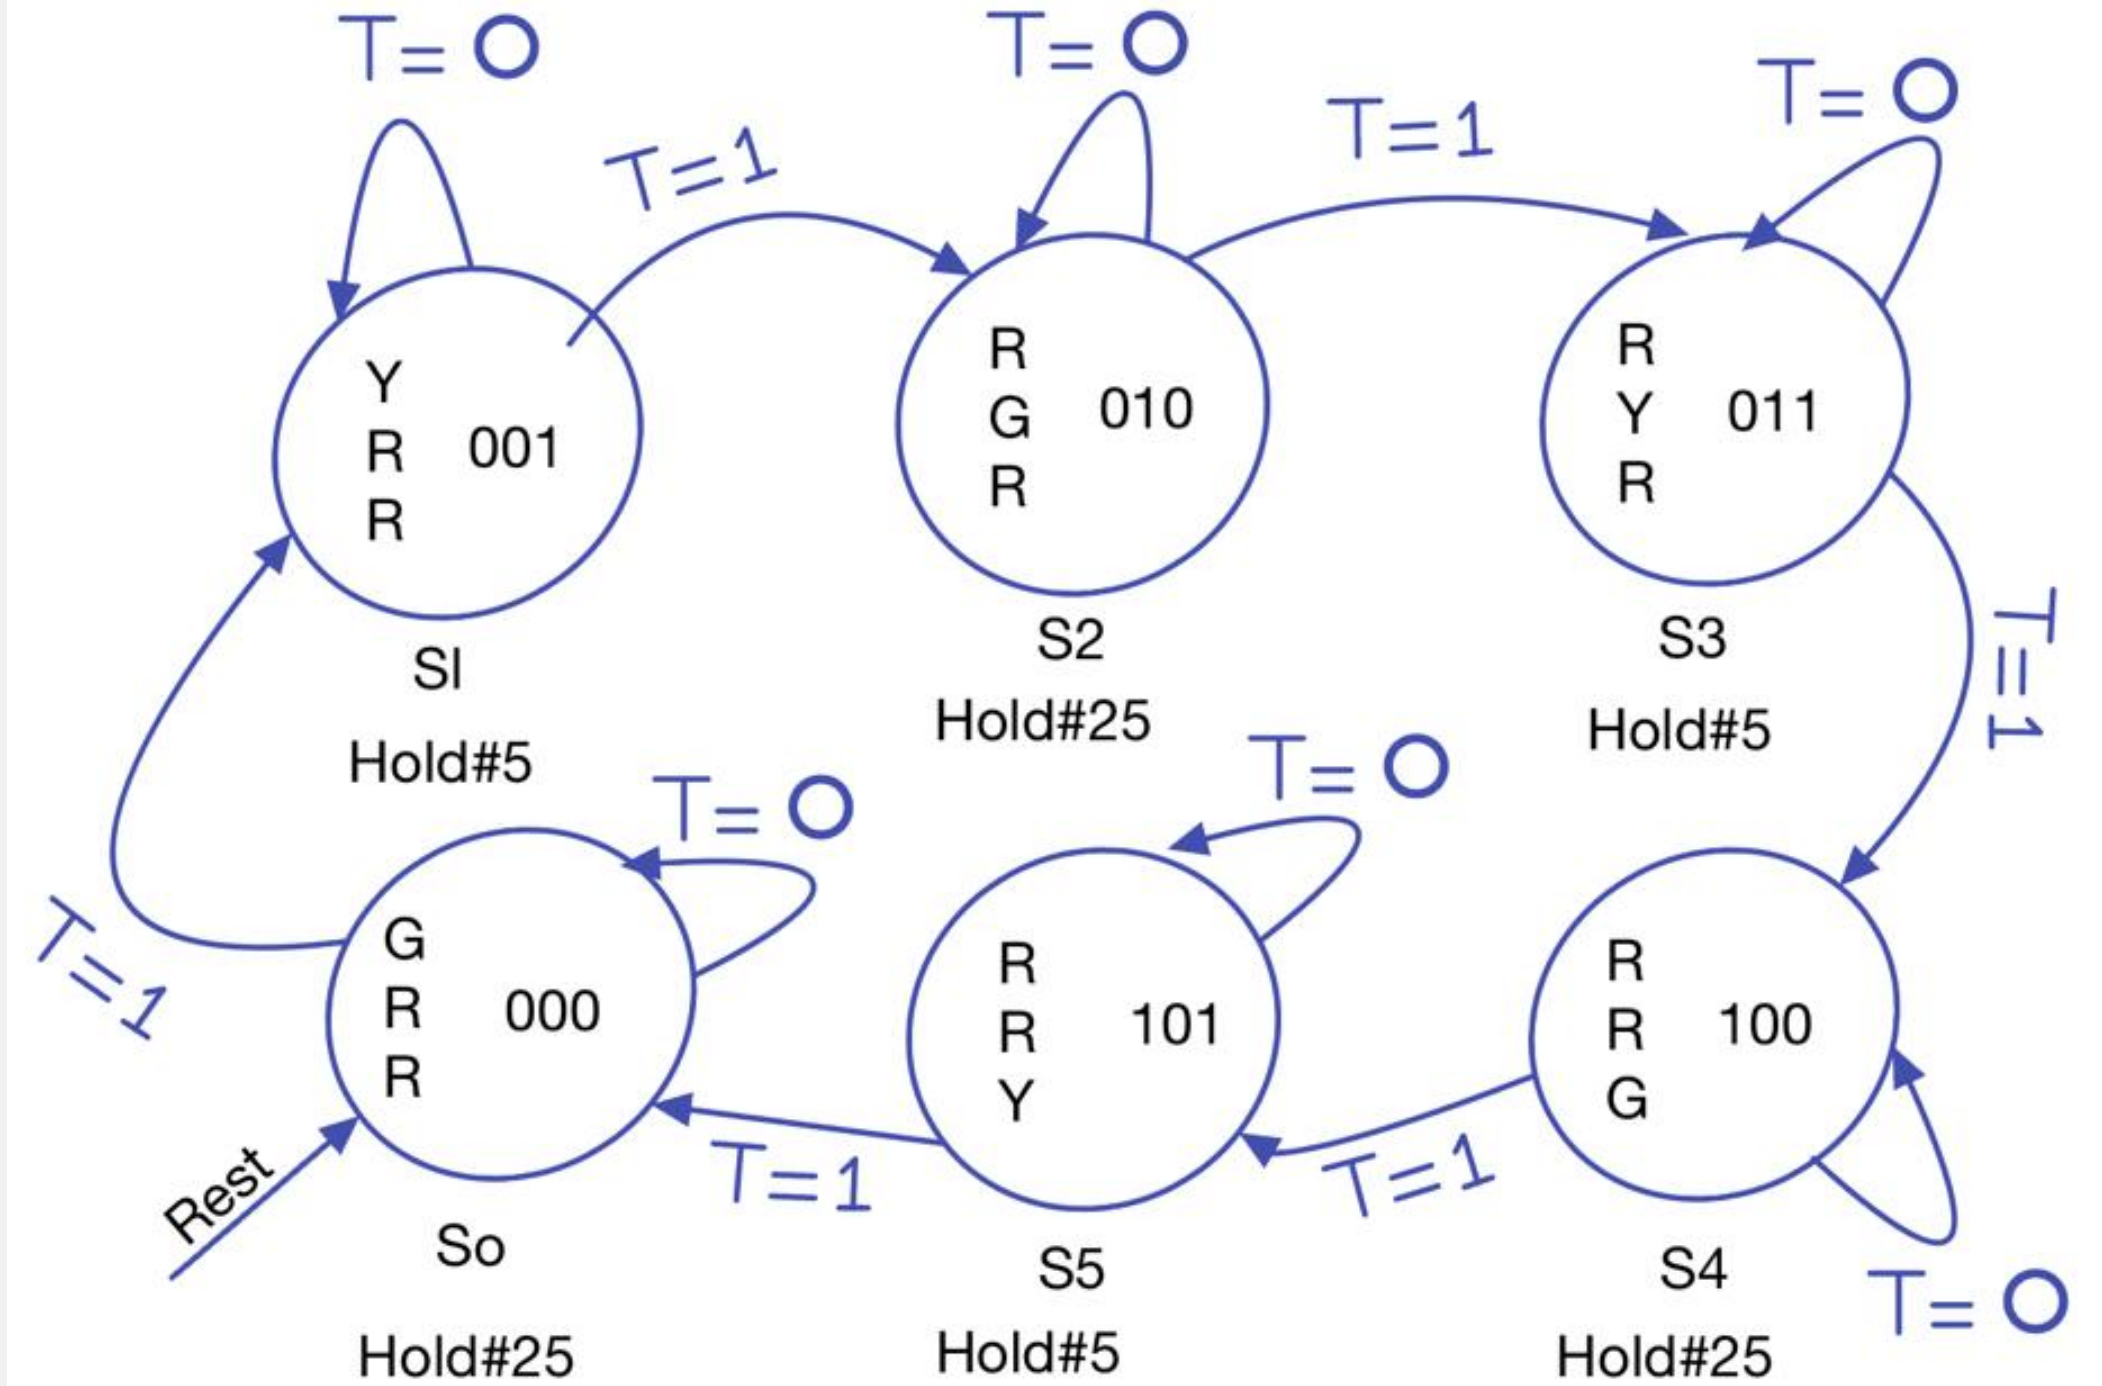 T= O
T= O
T= O
T=1
T=1
Y
R 001
R
R
G 010
R
R
Y 011
R
SI
Hold#5
S2
Hold#25
S3
Hold#5
T=1
T= O
T= O
T=1
G
R 000
R
R
R 101
Y
R
R 100
G
Rest
T=1
T=1
So
Hold#25
S5
Hold#5
S4
Hold#25
T= O